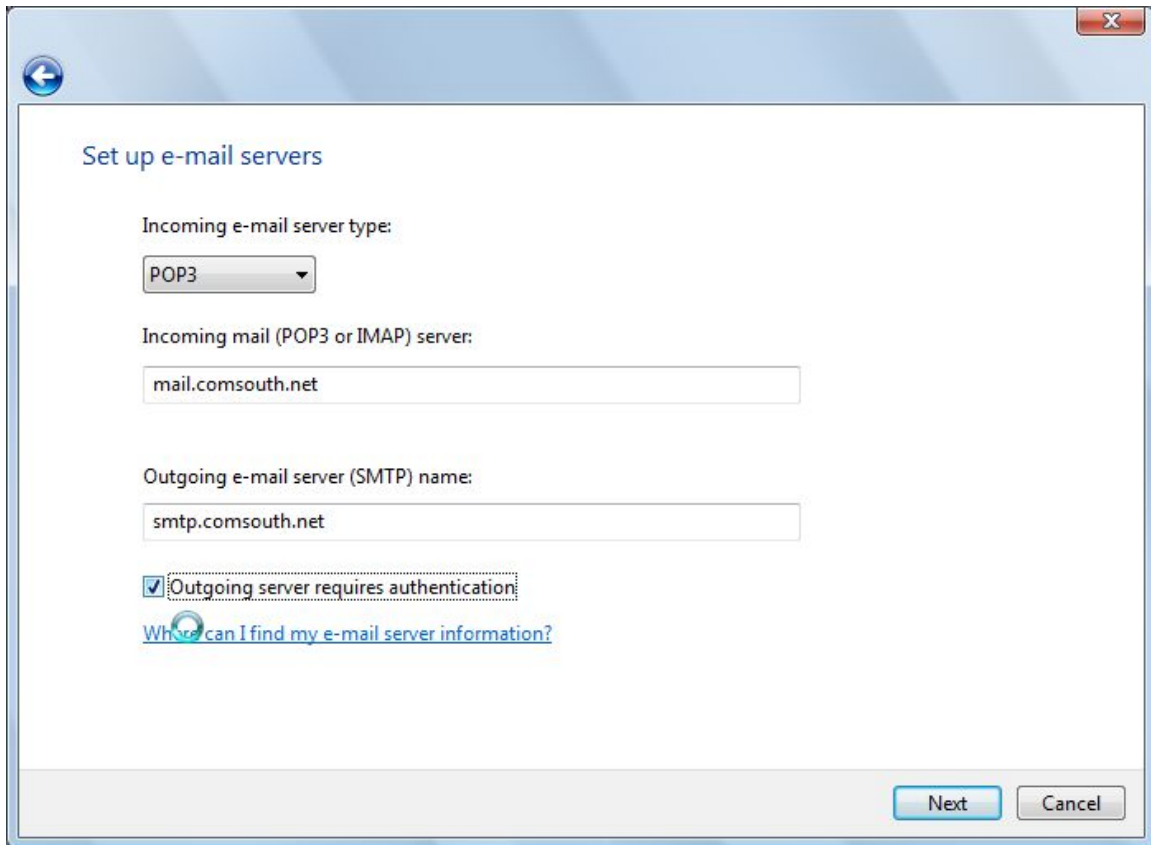 Set up e-mail servers
Incoming e-mail server type:
POP3
Incoming mail (POP3 or IMAP) server:
mail.comsouth.net
Outgoing e-mail server (SMTP) name:
smtp.comsouth.net
Outgoing server requires authentication
Where can I find my e-mail server information?
Next Cancel